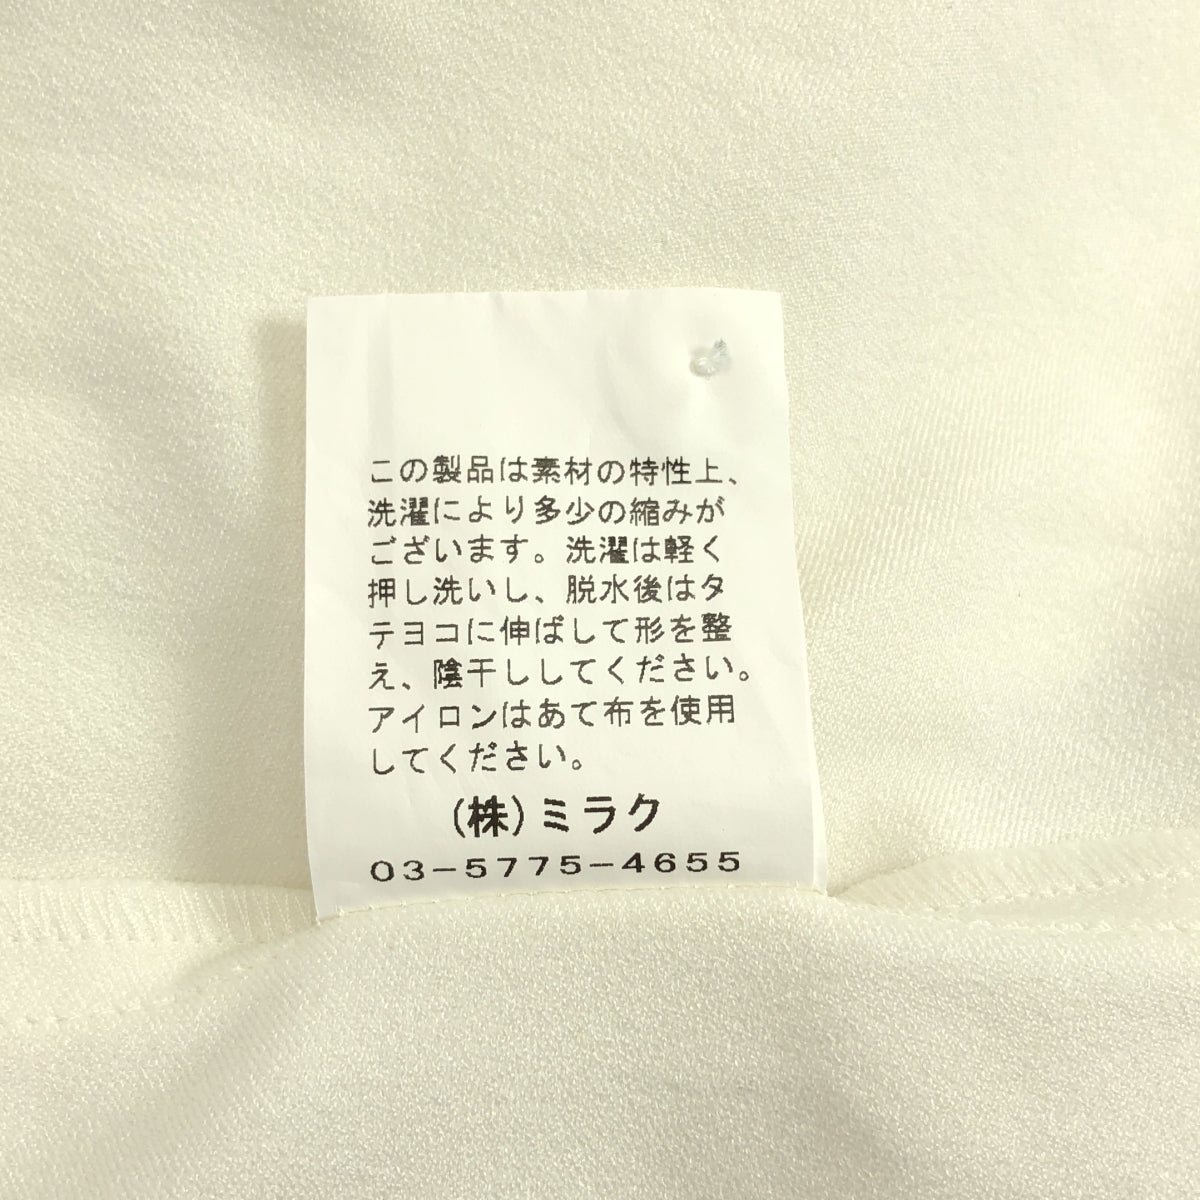 この製品は素材の特性上、
洗濯により多少の縮みが
ございます。洗濯は軽く
押し洗いし、脱水後はタ
テヨコに伸ばして形を整
え、陰干ししてください。
アイロンはあて布を使用
してください。
(株)ミラク
03-5775-4655